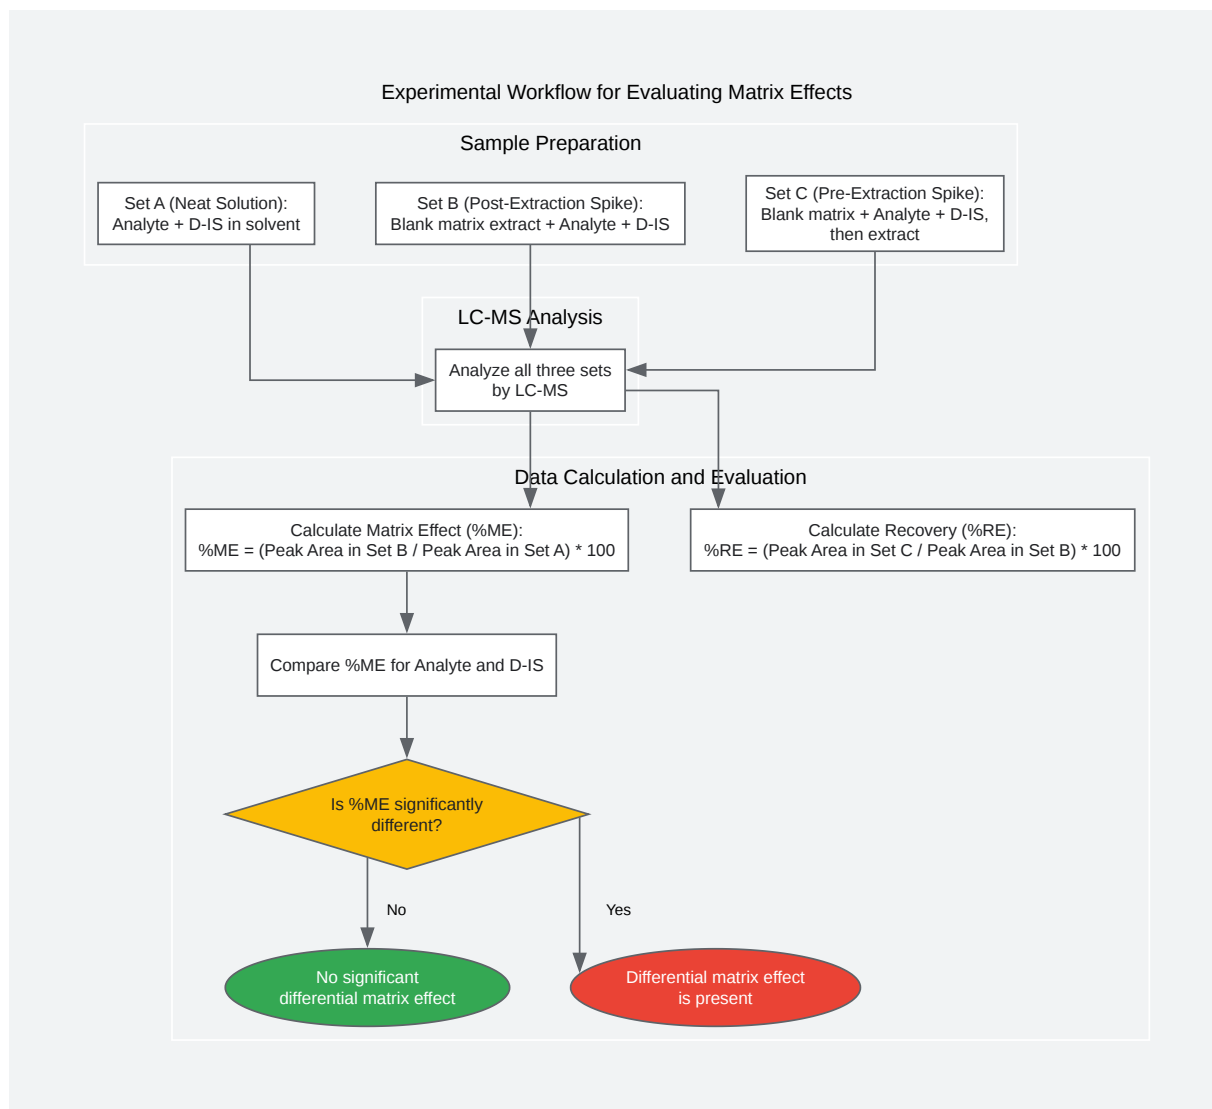 Experimental Workflow for Evaluating Matrix Effects
Sample Preparation
Set A (Neat Solution):
Analyte + D-IS in solvent
Set B (Post-Extraction Spike):
Blank matrix extract + Analyte + D-IS
Set C (Pre-Extraction Spike):
Blank matrix + Analyte + D-IS,
then extract
LC-MS Analysis
Analyze all three sets
by LC-MS
Data Calculation and Evaluation
Calculate Matrix Effect (%ME):
%ME = (Peak Area in Set B / Peak Area in Set A) * 100
Calculate Recovery (%RE):
%RE = (Peak Area in Set C / Peak Area in Set B) * 100
Compare %ME for Analyte and D-IS
Is %ME significantly
different?
No
Yes
No significant
differential matrix effect
Differential matrix effect
is present